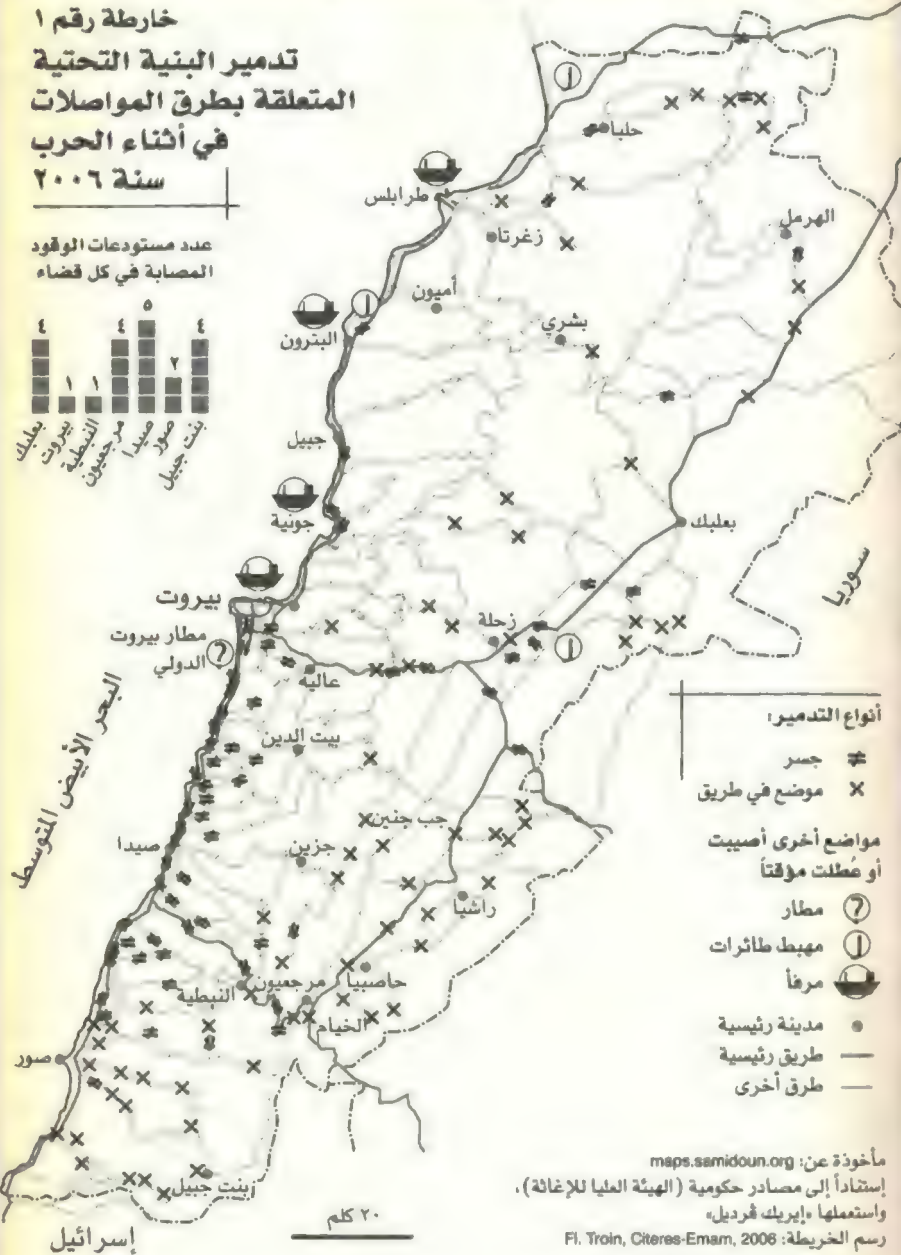 خارطة رقم ١
تدمير البنية التحتية
المتعلقة بطرق المواصلات
في أثناء الحرب
سنة ٢٠٠٦
عدد مستودعات الوقود
المصابة في كل قضاء
٤
١
١
٤
٥
٢
٤
بعلبك
بيروت
النبطية
مرجعيون
صيدا
صور
بنت جبيل
حلبا
طرابلس
زغرتا
الهرمل
أميون
البترون
بشري
جبيل
جونية
بعلبك
سوريا
بيروت
زحلة
مطار بيروت
الدولي
عاليه
البحر الأبيض المتوسط
بيت الدين
جب جنين
صيدا
جزين
راشيا
حاصبيا
مرجعيون
النبطية
الخيام
صور
بنت جبيل
إسرائيل
٢٠ كلم
أنواع التدمير:
جسر
موضع في طريق
مواضع أخرى أصيبت
أو عُطلت مؤقتاً
مطار
مهبط طائرات
مرفأ
مدينة رئيسية
طريق رئيسية
طرق أخرى
مأخوذة عن: maps.samidoun.org
إستناداً إلى مصادر حكومية (الهيئة العليا للإغاثة)،
واستعملها «إيريك ڤرديل»
رسم الخريطة: Fl. Troin, Citeres-Emam, 2006